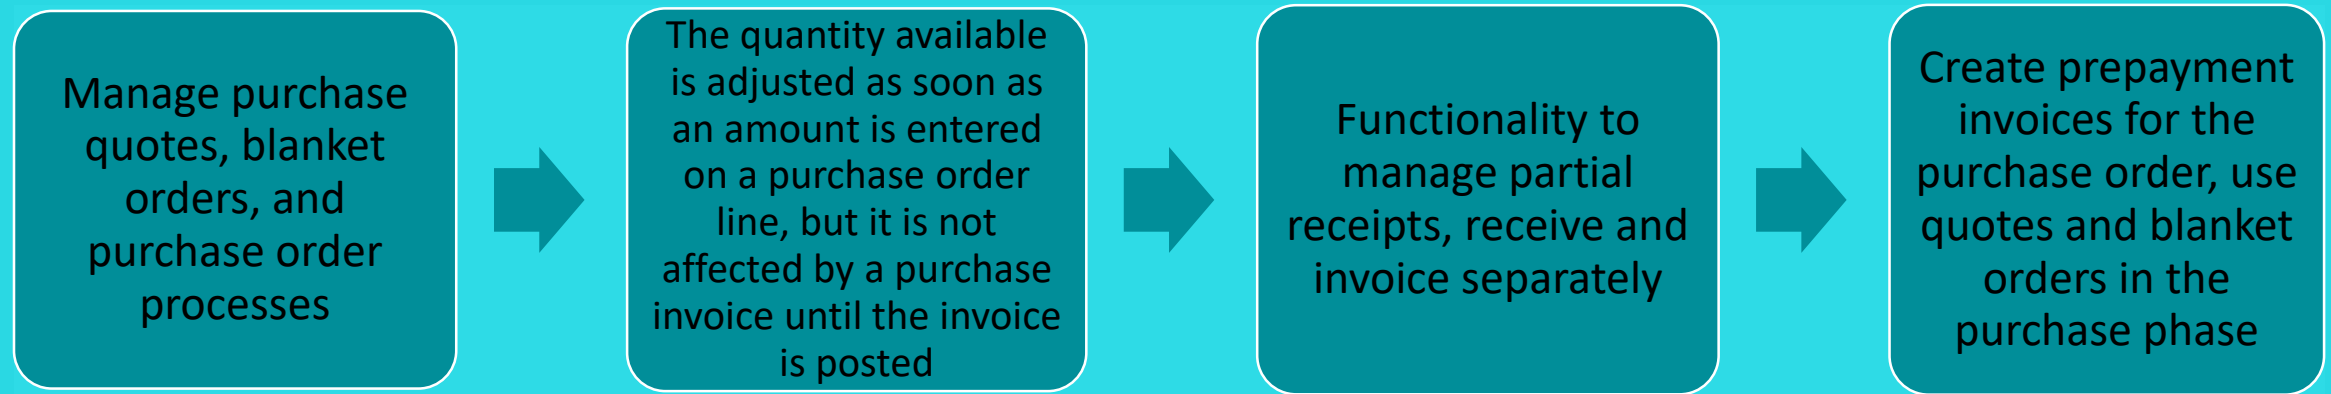 Manage purchase
quotes, blanket
orders, and
purchase order
processes
The quantity available
is adjusted as soon as
an amount is entered
on a purchase order
line, but it is not
affected by a purchase
invoice until the invoice
is posted
Functionality to
manage partial
receipts, receive and
invoice separately
Create prepayment
invoices for the
purchase order, use
quotes and blanket
orders in the
purchase phase